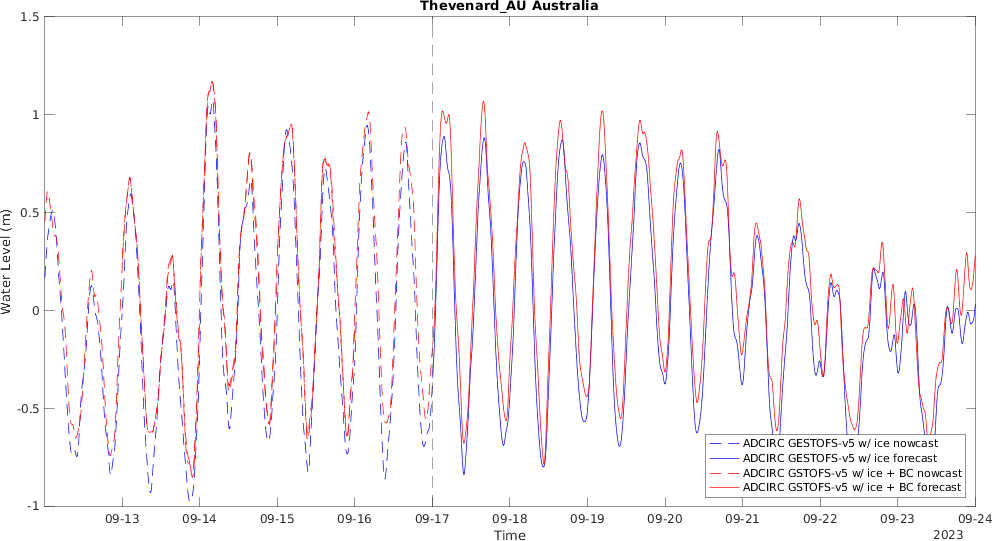 Thevenard_AU Australia
1.5
1
0.5
0
-0.5
-1
Water Level (m)
ADCIRC GESTOFS-v5 w/ ice nowcast
ADCIRC GESTOFS-v5 w/ ice forecast
ADCIRC GSTOFS-v5 w/ ice + BC nowcast
ADCIRC GSTOFS-v5 w/ ice + BC forecast
09-13 09-14 09-15 09-16 09-17 09-18 09-19 09-20 09-21 09-22 09-23 09-24
Time
2023